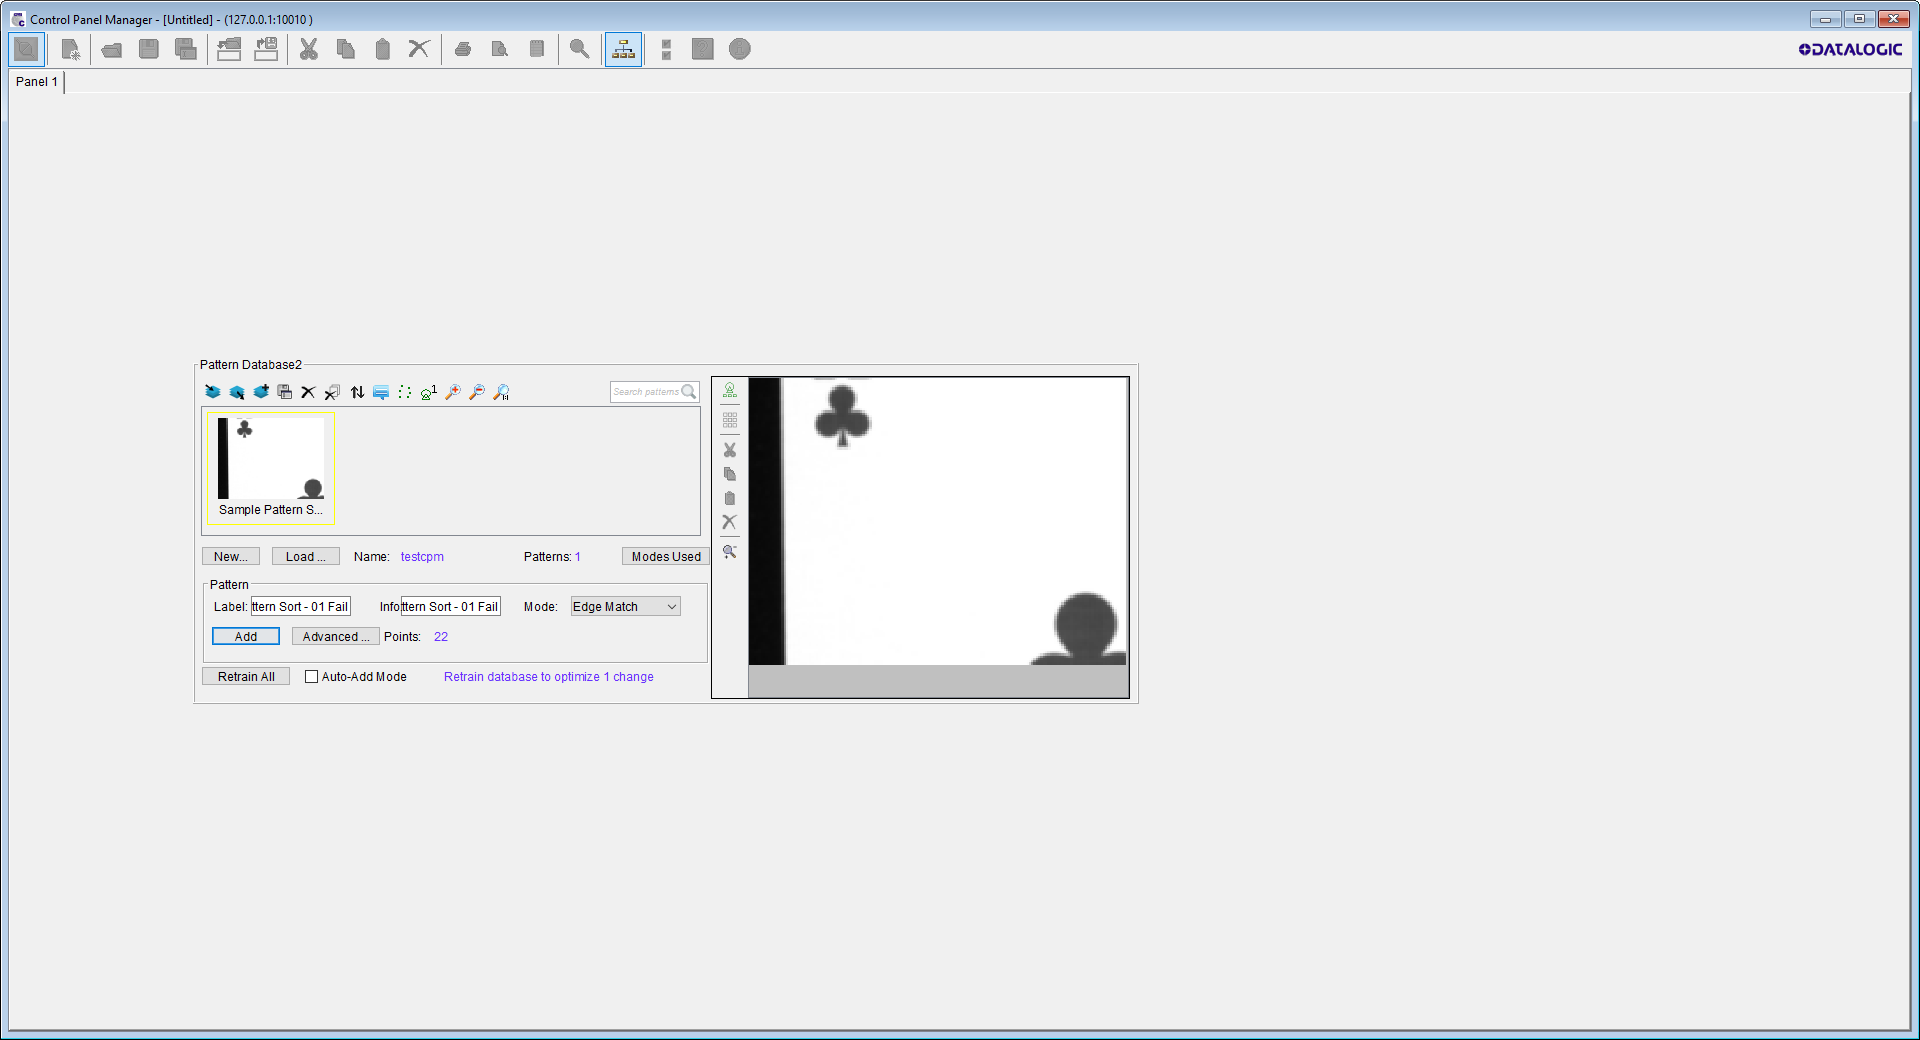 Control Panel Manager - [Untitled] - (127.0.0.1:10010 )
DATALOGIC
Panel 1
Pattern Database2
1
Search patterns
Sample Pattern S...
New...
Load ...
Name:
testcpm
Patterns: 1
Modes Used
Pattern
Label:
ttern Sort - 01 Fail
Info:
ttern Sort - 01 Fail
Mode:
Edge Match
Add
Advanced ...
Points:
22
Retrain All
Auto-Add Mode
Retrain database to optimize 1 change